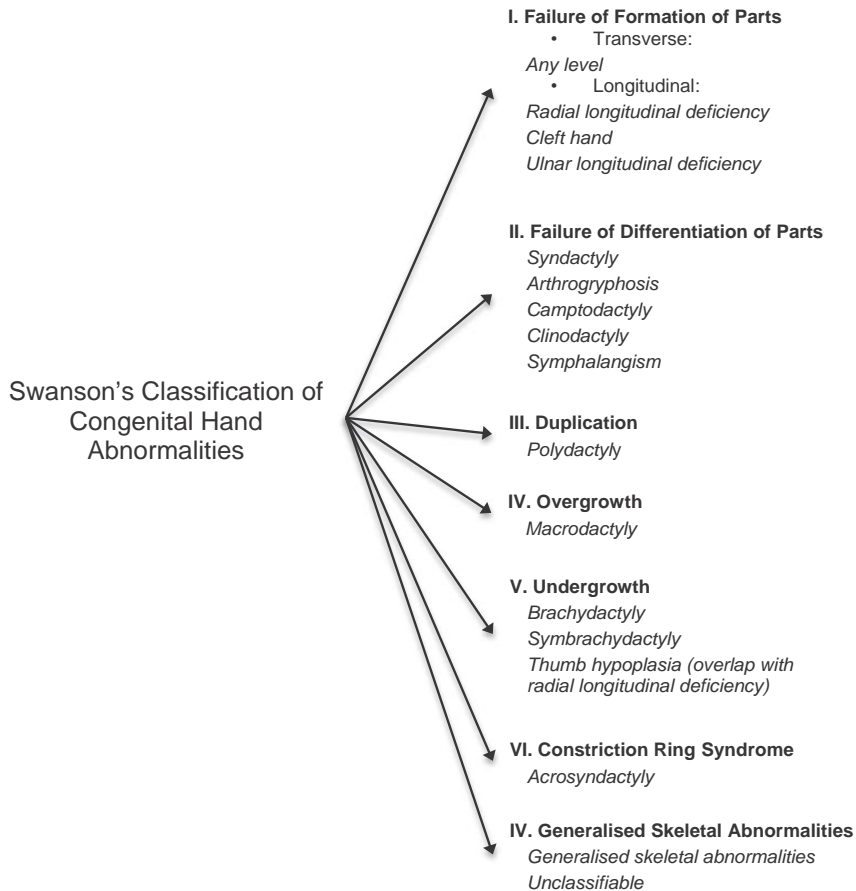 I. Failure of Formation of Parts
• Transverse:
Any level
• Longitudinal:
Radial longitudinal deficiency
Cleft hand
Ulnar longitudinal deficiency
II. Failure of Differentiation of Parts
Syndactyly
Arthrogryphosis
Camptodactyly
Clinodactyly
Symphalangism
Swanson’s Classification of
Congenital Hand
Abnormalities
III. Duplication
Polydactyly
IV. Overgrowth
Macrodactyly
V. Undergrowth
Brachydactyly
Symbrachydactyly
Thumb hypoplasia (overlap with
radial longitudinal deficiency)
VI. Constriction Ring Syndrome
Acrosyndactyly
IV. Generalised Skeletal Abnormalities
Generalised skeletal abnormalities
Unclassifiable